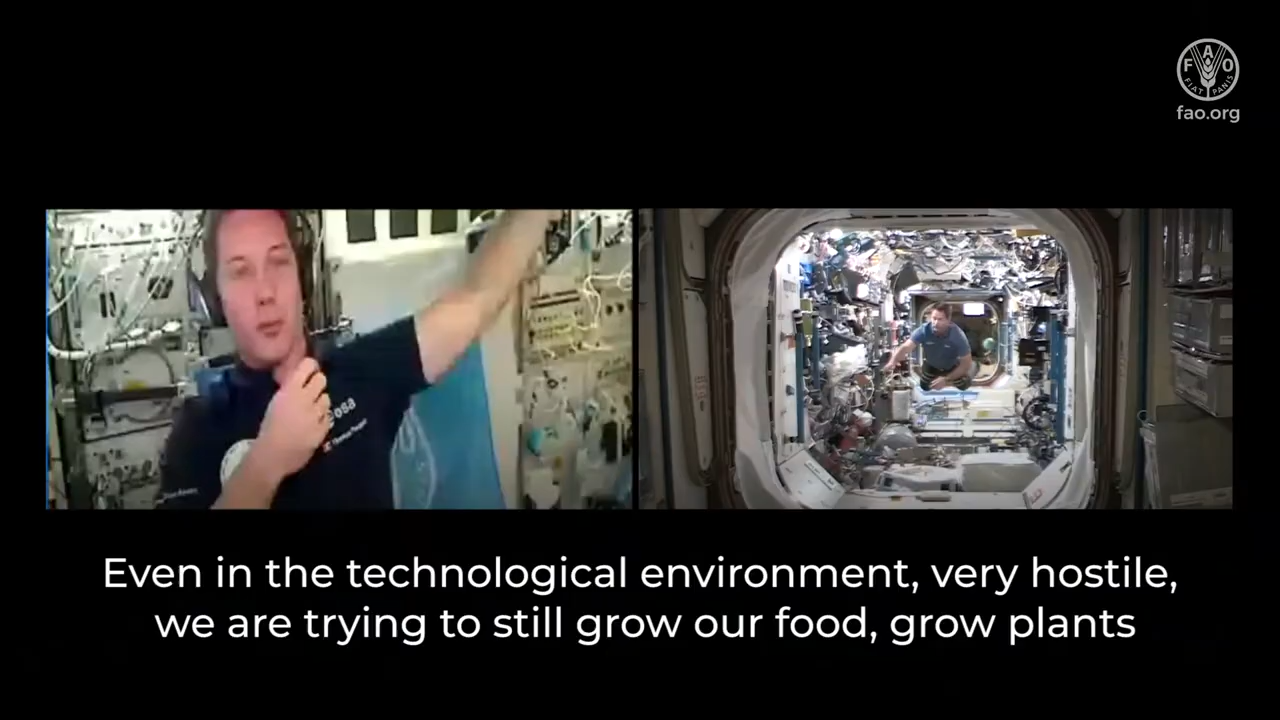 FAO
FIAT PANIS
fao.org
esa
Even in the technological environment, very hostile,
we are trying to still grow our food, grow plants